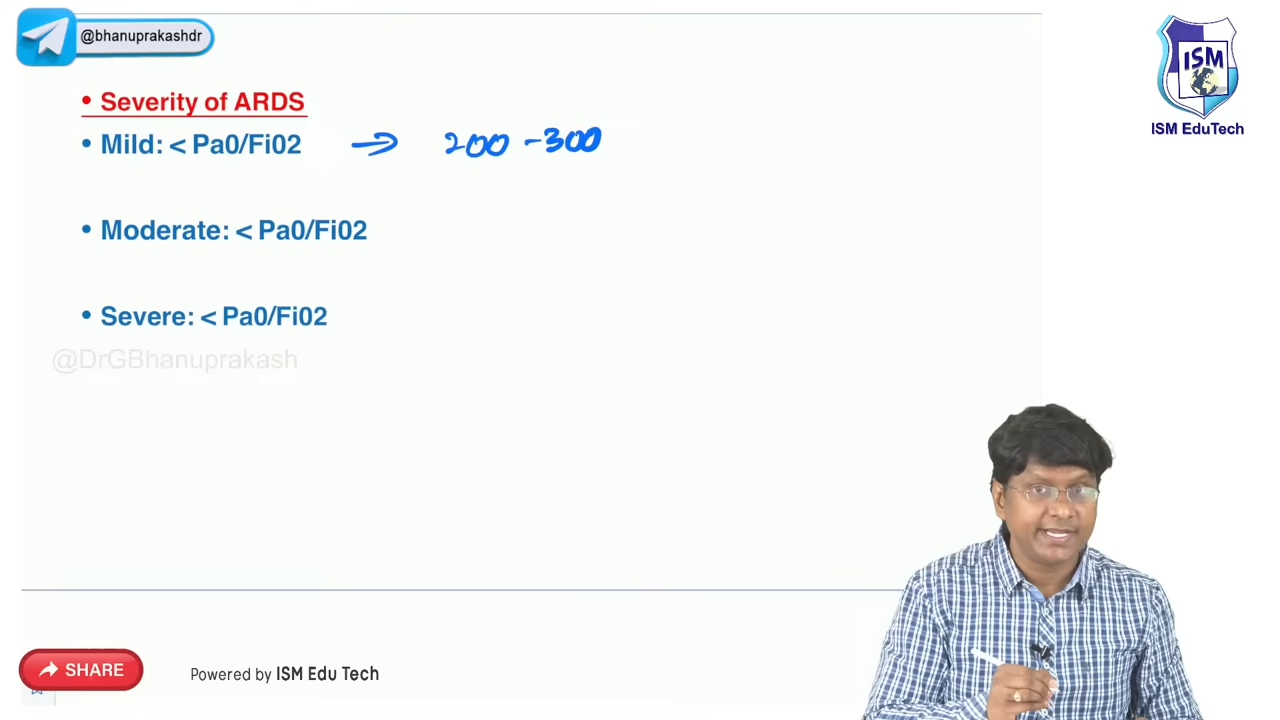 @bhanuprakashdr
ISM
ISM EduTech
• Severity of ARDS
• Mild: < Pa0/Fi02 → 200 - 300
• Moderate: < Pa0/Fi02
• Severe: < Pa0/Fi02
@DrGBhanuprakash
SHARE
Powered by ISM Edu Tech